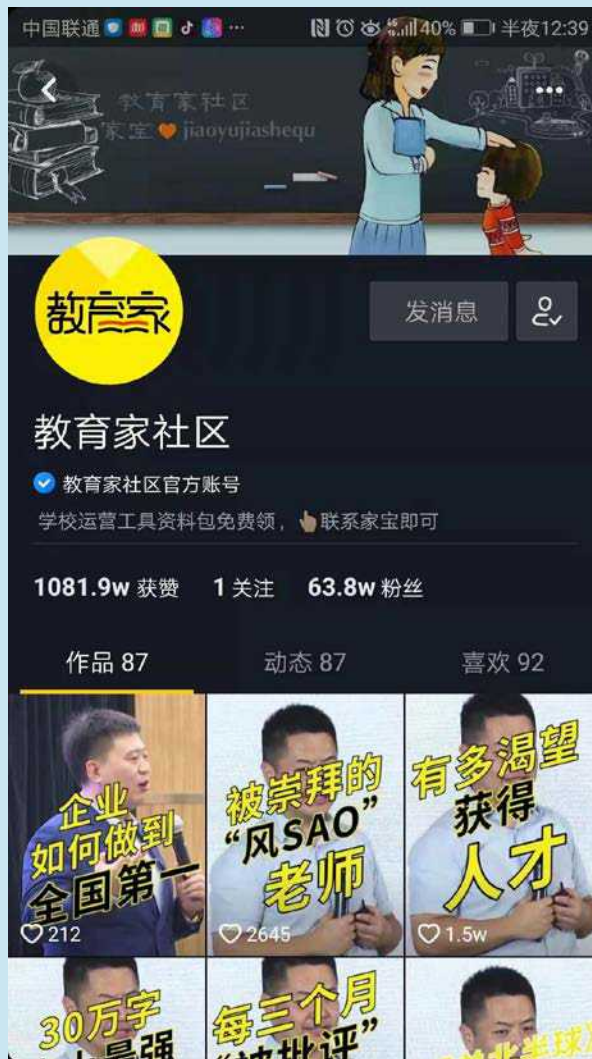 中国联通
40% 半夜12:39
教育家社区
家宝 jiaoyujiashequ
教育家
发消息
教育家社区
教育家社区官方账号
学校运营工具资料包免费领，联系家宝即可
1081.9w 获赞 1 关注 63.8w 粉丝
作品 87 动态 87 喜欢 92
企业
如何做到
全国第一
212
被崇拜的
“风SAO”
老师
2645
有多渴望
获得
人才
1.5w
30万字
最强
每三个月
“被批评”
北半球